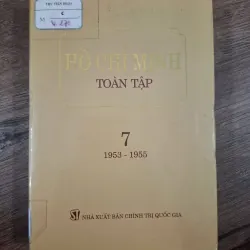 HỒ CHÍ MINH
TOÀN TẬP
7
1953 - 1955
NHÀ XUẤT BẢN CHÍNH TRỊ QUỐC GIA